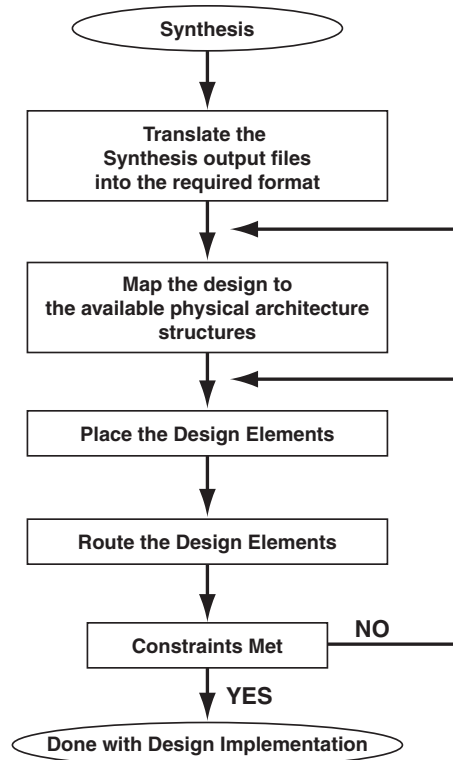 Synthesis
Translate the
Synthesis output files
into the required format
Map the design to
the available physical architecture
structures
Place the Design Elements
Route the Design Elements
Constraints Met
NO
YES
Done with Design Implementation